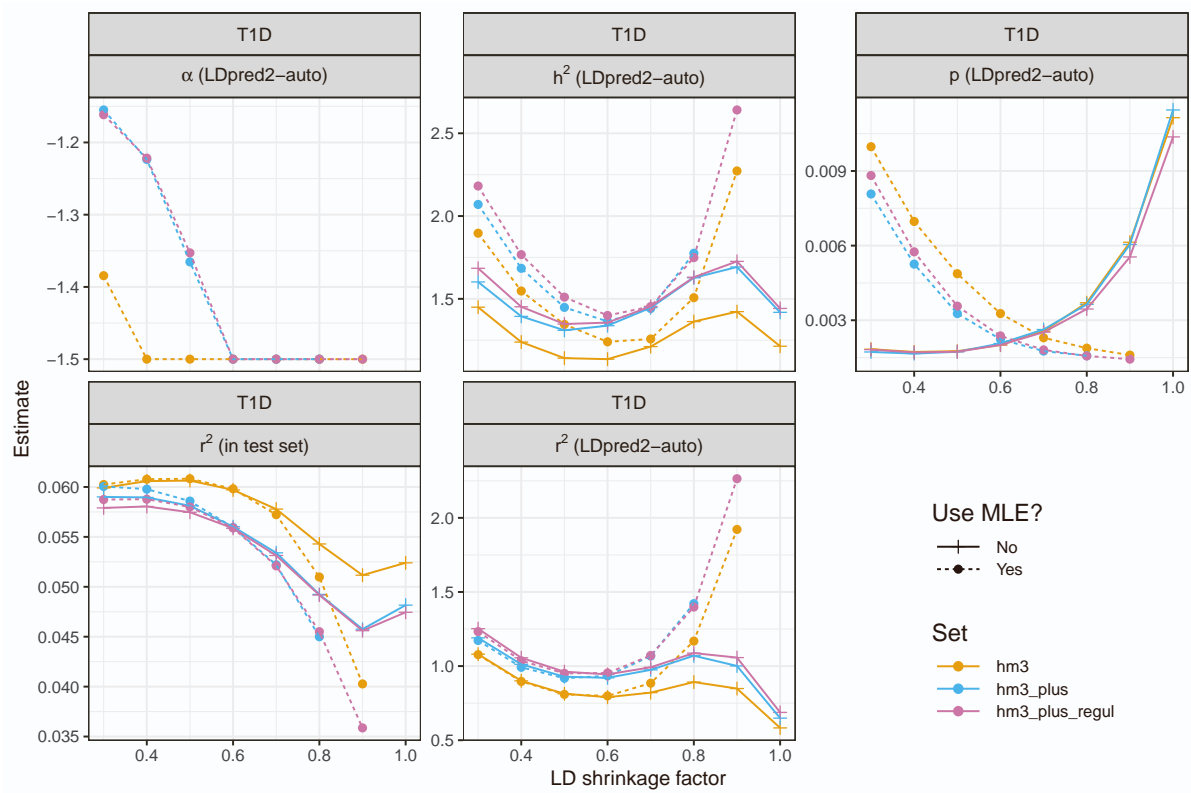 T1D
T1D
T1D
α (LDpred2−auto)
h2 (LDpred2−auto)
p (LDpred2−auto)
−1.2
−1.3
−1.4
−1.5
2.5
2.0
1.5
0.009
0.006
0.003
0.4 0.6 0.8 1.0
T1D
T1D
r2 (in test set)
r2 (LDpred2−auto)
0.060
0.055
0.050
0.045
0.040
0.035
0.4 0.6 0.8 1.0
2.0
1.5
1.0
0.5
0.4 0.6 0.8 1.0
Estimate
LD shrinkage factor
Use MLE?
No
Yes
Set
hm3
hm3_plus
hm3_plus_regul